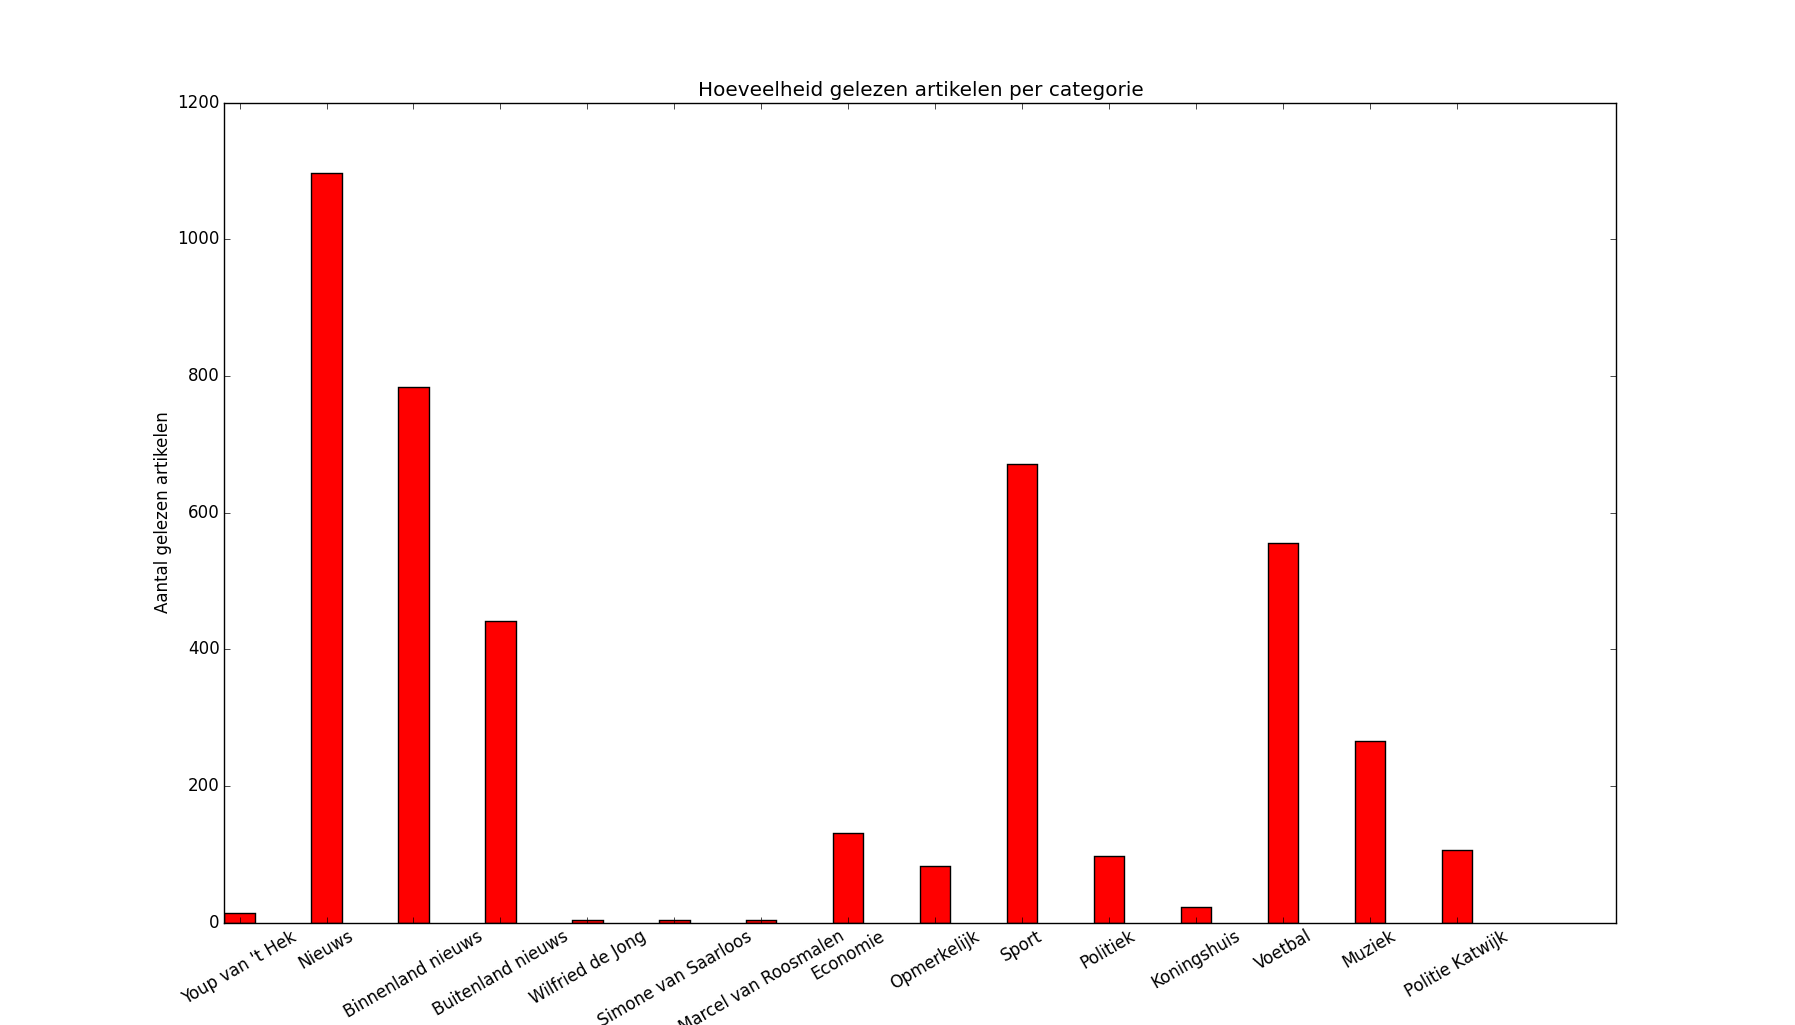 Hoeveelheid gelezen artikelen per categorie
Aantal gelezen artikelen
1200
1000
800
600
400
200
0
Youp van 't Hek
Nieuws
Binnenland nieuws
Buitenland nieuws
Wilfried de Jong
Simone van Saarloos
Marcel van Roosmalen
Economie
Opmerkelijk
Sport
Politiek
Koningshuis
Voetbal
Muziek
Politie Katwijk